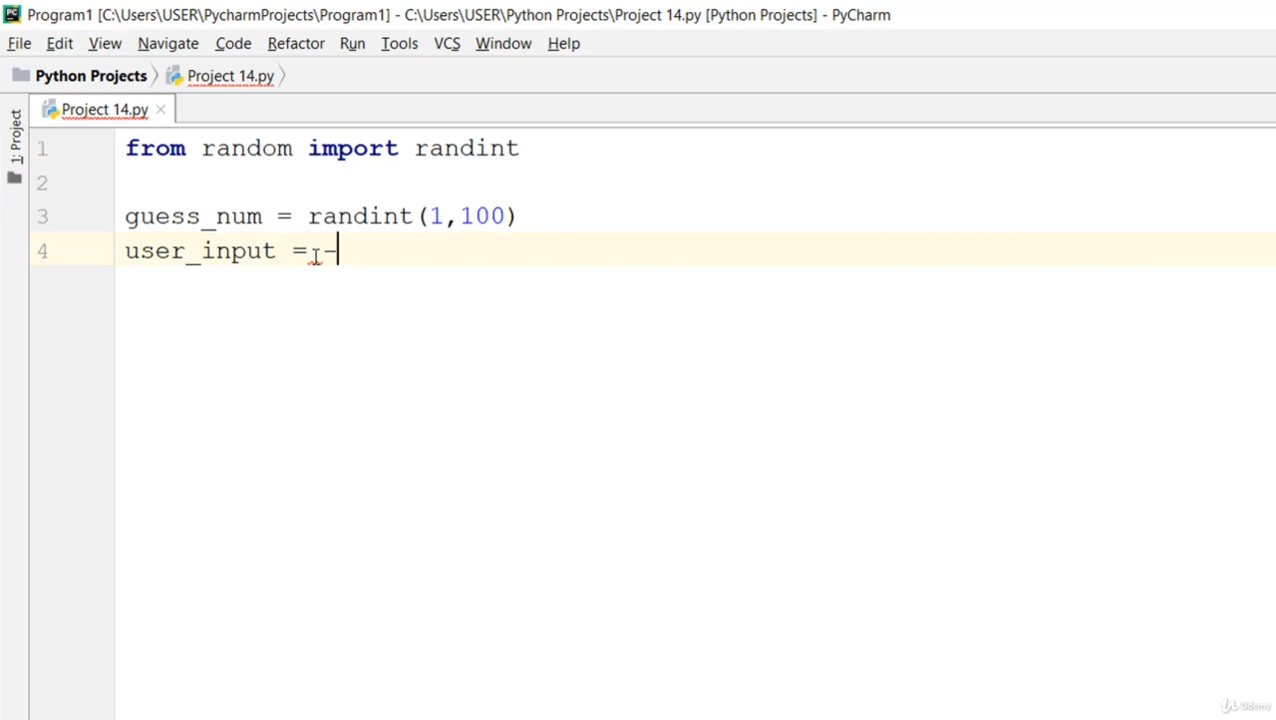 PC Program1 [C:\Users\USER\PycharmProjects\Program1] - C:\Users\USER\Python Projects\Project 14.py [Python Projects] - PyCharm
File Edit View Navigate Code Refactor Run Tools VCS Window Help
Python Projects Project 14.py
1: Project
Project 14.py ×
1 from random import randint
2
3 guess_num = randint(1,100)
4 user_input = -
Udemy